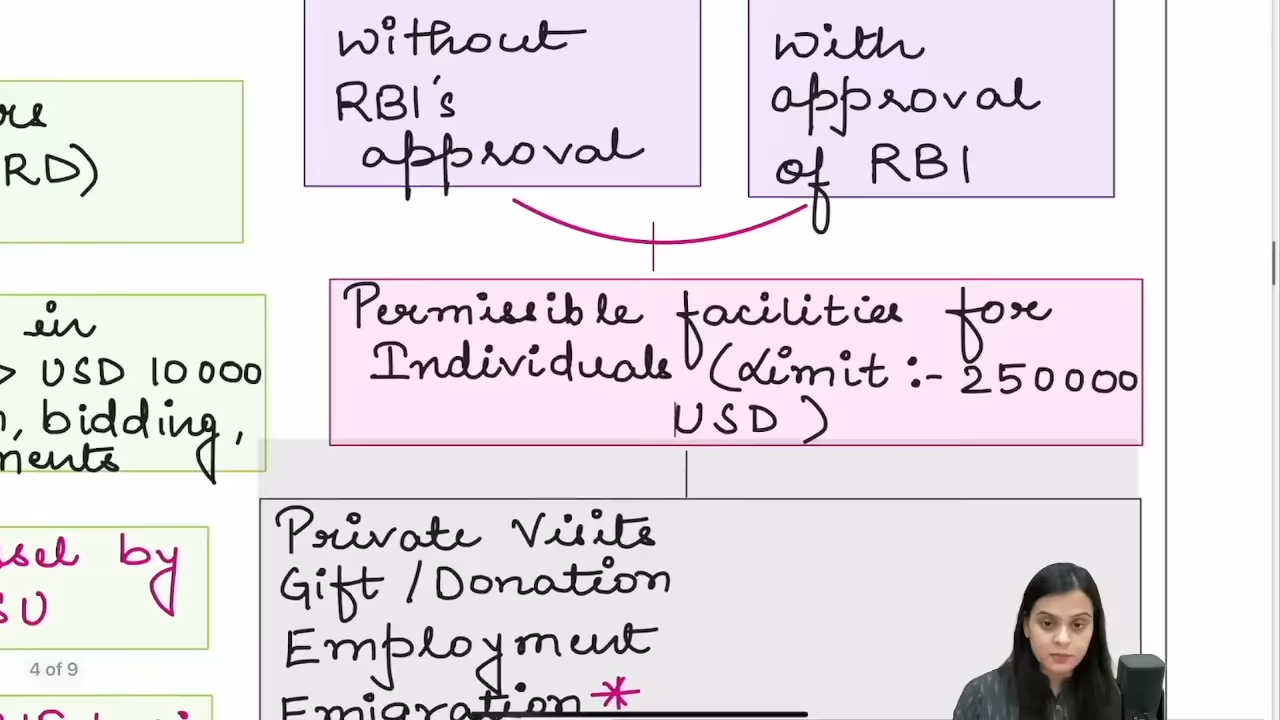 without
RBI's
approval
with
approval
of RBI
RD)
in
> USD 10000
, bidding,
Permissible facilities for
Individuals (Limit :- 250000
USD)
by
Private Visits
Gift / Donation
Employment
Emigration *
4 of 9